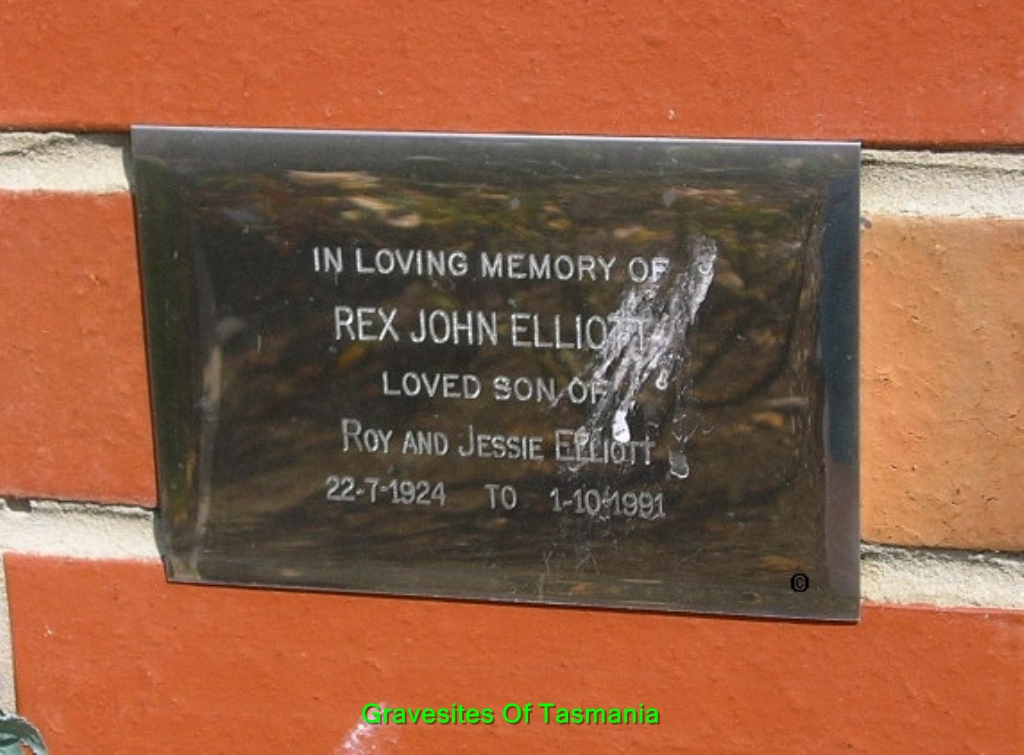 IN LOVING MEMORY OF
REX JOHN ELLIOTT
LOVED SON OF
ROY AND JESSIE ELLIOTT
22-7-1924 TO 1-10-1991
©
Gravesites Of Tasmania